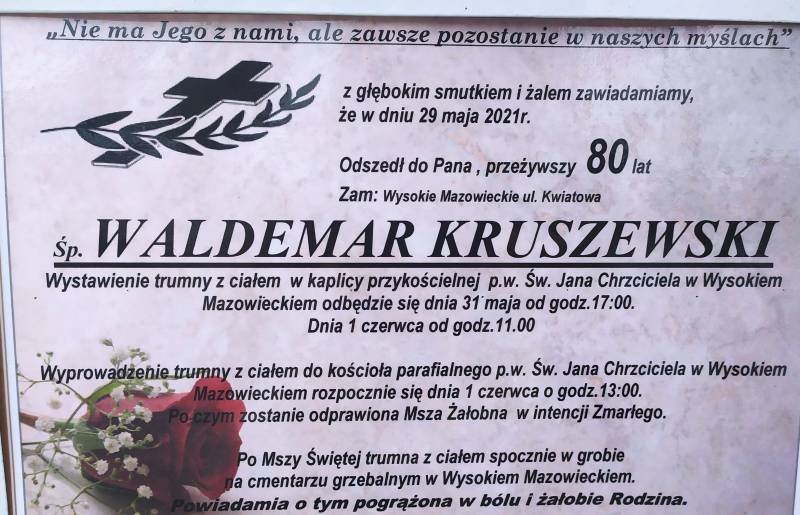 „Nie ma Jego z nami, ale zawsze pozostanie w naszych myślach”
z głębokim smutkiem i żalem zawiadamiamy,
że w dniu 29 maja 2021r.
Odszedł do Pana , przeżywszy 80 lat
Zam: Wysokie Mazowieckie ul. Kwiatowa
Śp. WALDEMAR KRUSZEWSKI
Wystawienie trumny z ciałem w kaplicy przykościelnej p.w. Św. Jana Chrzciciela w Wysokiem
Mazowieckiem odbędzie się dnia 31 maja od godz.17:00.
Dnia 1 czerwca od godz.11.00
Wyprowadzenie trumny z ciałem do kościoła parafialnego p.w. Św. Jana Chrzciciela w Wysokiem
Mazowieckiem rozpocznie się dnia 1 czerwca o godz.13:00.
Po czym zostanie odprawiona Msza Żałobna w intencji Zmarłego.
Po Mszy Świętej trumna z ciałem spocznie w grobie
na cmentarzu grzebalnym w Wysokiem Mazowieckiem.
Powiadamia o tym pogrążona w bólu i żałobie Rodzina.